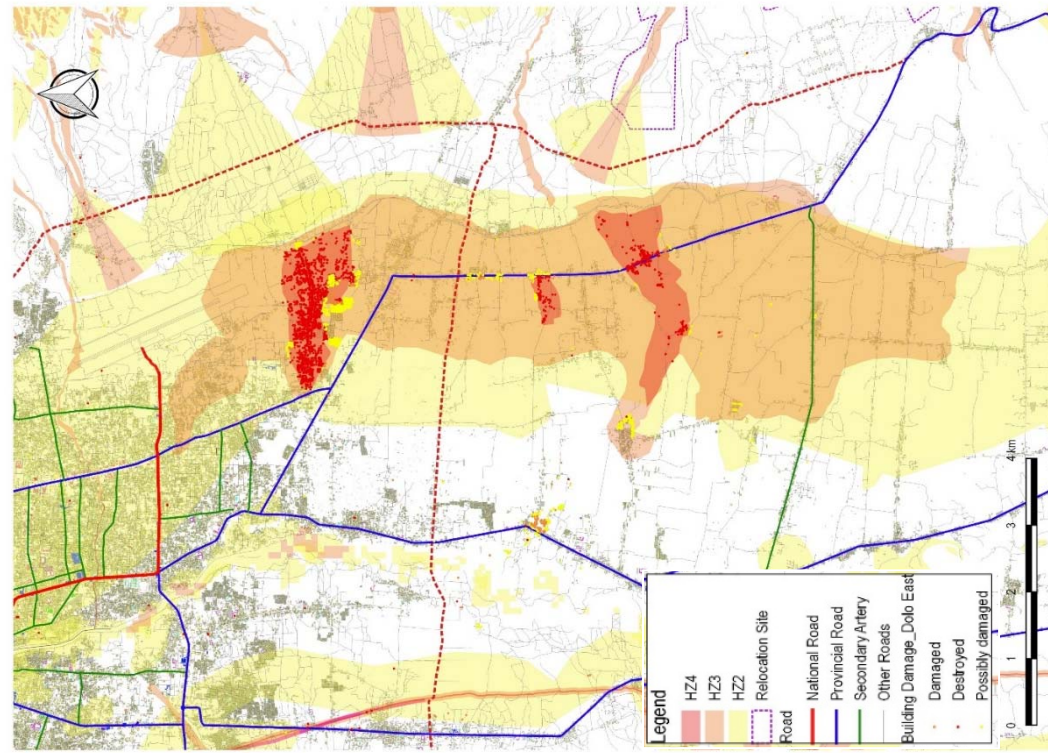 Legend
HZ4
HZ3
HZ2
Relocation Site
Road
National Road
Provincial Road
Secondary Artery
Other Roads
Building Damage_Dolo East
Damaged
Destroyed
Possibly damaged
0 1 2 3 4 km